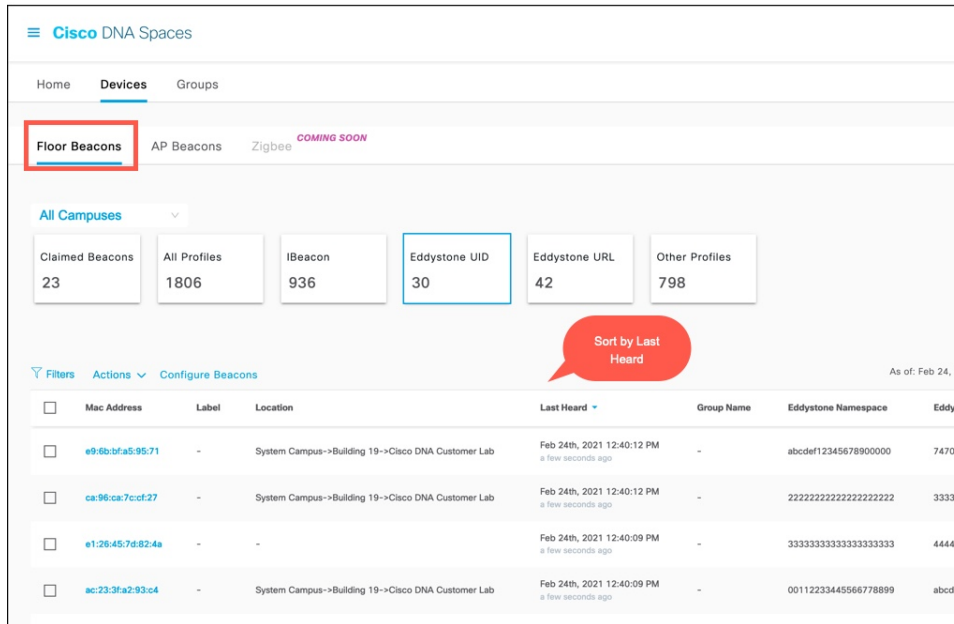 Cisco DNA Spaces
Home Devices Groups
Floor Beacons AP Beacons Zigbee COMING SOON
All Campuses
Claimed Beacons All Profiles IBeacon Eddystone UID Eddystone URL Other Profiles
23 1806 936 30 42 798
Sort by Last
Heard
Filters Actions Configure Beacons As of: Feb 24,
Mac Address Label Location Last Heard Group Name Eddystone Namespace Eddy
e9:6b:bf:a5:95:71 - System Campus->Building 19->Cisco DNA Customer Lab Feb 24th, 2021 12:40:12 PM - abcdef12345678900000 7470
a few seconds ago
ca:96:ca:7c:cf:27 - System Campus->Building 19->Cisco DNA Customer Lab Feb 24th, 2021 12:40:12 PM - 22222222222222222222 3333
a few seconds ago
e1:26:45:7d:82:4a - - Feb 24th, 2021 12:40:09 PM - 33333333333333333333 4444
a few seconds ago
ac:23:3f:a2:93:c4 - System Campus->Building 19->Cisco DNA Customer Lab Feb 24th, 2021 12:40:09 PM - 00112233445566778899 abcd
a few seconds ago